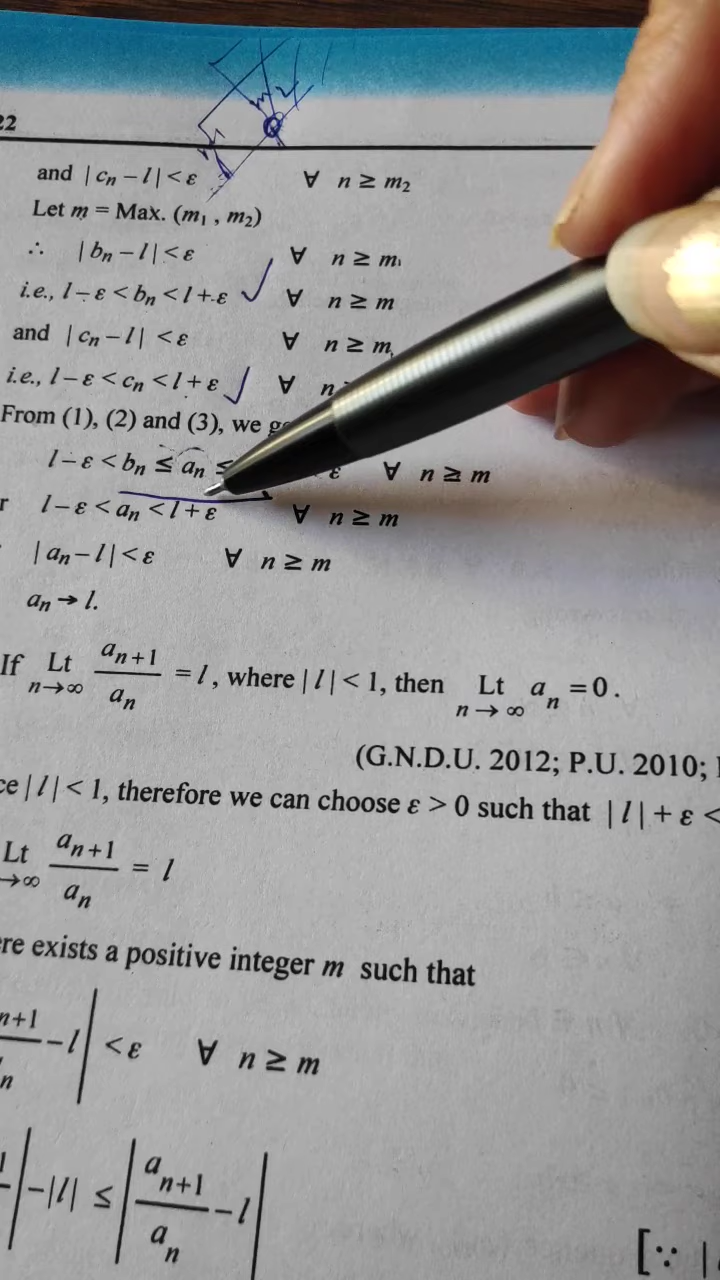 22
and | cₙ – l | < ε ∀ n ≥ m₂
Let m = Max. (m₁ , m₂)
∴ | bₙ – l | < ε ∀ n ≥ m
i.e., l – ε < bₙ < l + ε ∀ n ≥ m
and | cₙ – l | < ε ∀ n ≥ m
i.e., l – ε < cₙ < l + ε ∀ n
From (1), (2) and (3), we
l – ε < bₙ ≤ aₙ ≤ ε ∀ n ≥ m
r l – ε < aₙ < l + ε ∀ n ≥ m
| aₙ – l | < ε ∀ n ≥ m
aₙ → l.
If Lt n→∞ aₙ₊₁ / aₙ = l , where | l | < 1, then Lt n → ∞ aₙ = 0 .
(G.N.D.U. 2012; P.U. 2010;
ce | l | < 1, therefore we can choose ε > 0 such that | l | + ε <
Lt →∞ aₙ₊₁ / aₙ = l
re exists a positive integer m such that
n+1 / n – l | < ε ∀ n ≥ m
| – | l | ≤ | aₙ₊₁ / aₙ – l |
[∵ |